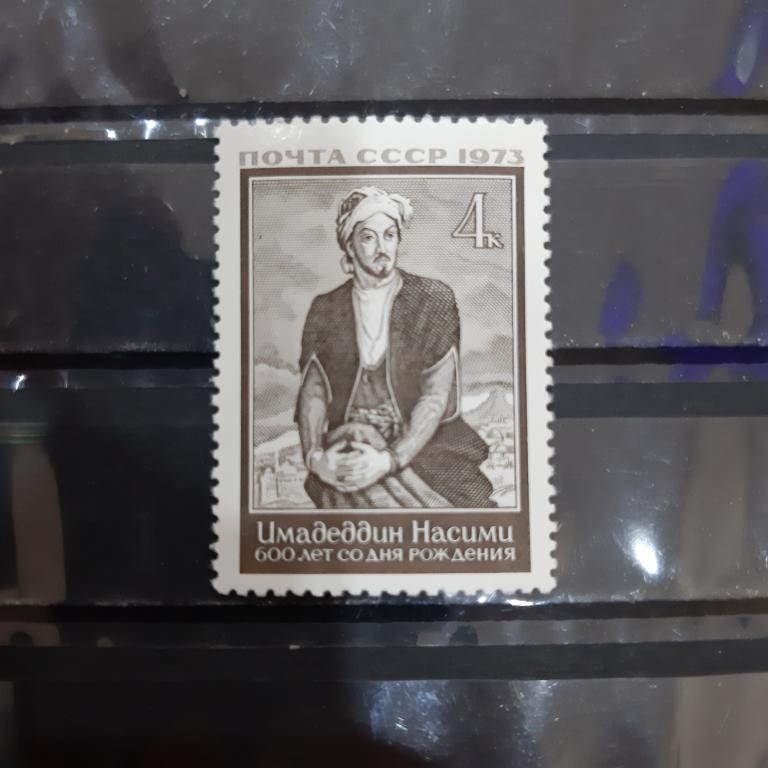 ПОЧТА СССР 1973
4к
Имадеддин Насими
600 лет со дня рождения